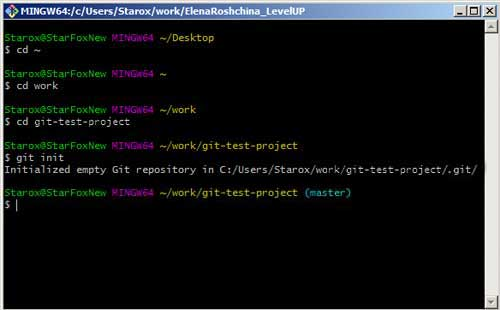 MINGW64:/c/Users/Starox/work/ElenaRoshchina_LevelUP
Starox@StarFoxNew MINGW64 ~/Desktop
$ cd ~
Starox@StarFoxNew MINGW64 ~
$ cd work
Starox@StarFoxNew MINGW64 ~/work
$ cd git-test-project
Starox@StarFoxNew MINGW64 ~/work/git-test-project
$ git init
Initialized empty Git repository in C:/Users/Starox/work/git-test-project/.git/
Starox@StarFoxNew MINGW64 ~/work/git-test-project (master)
$